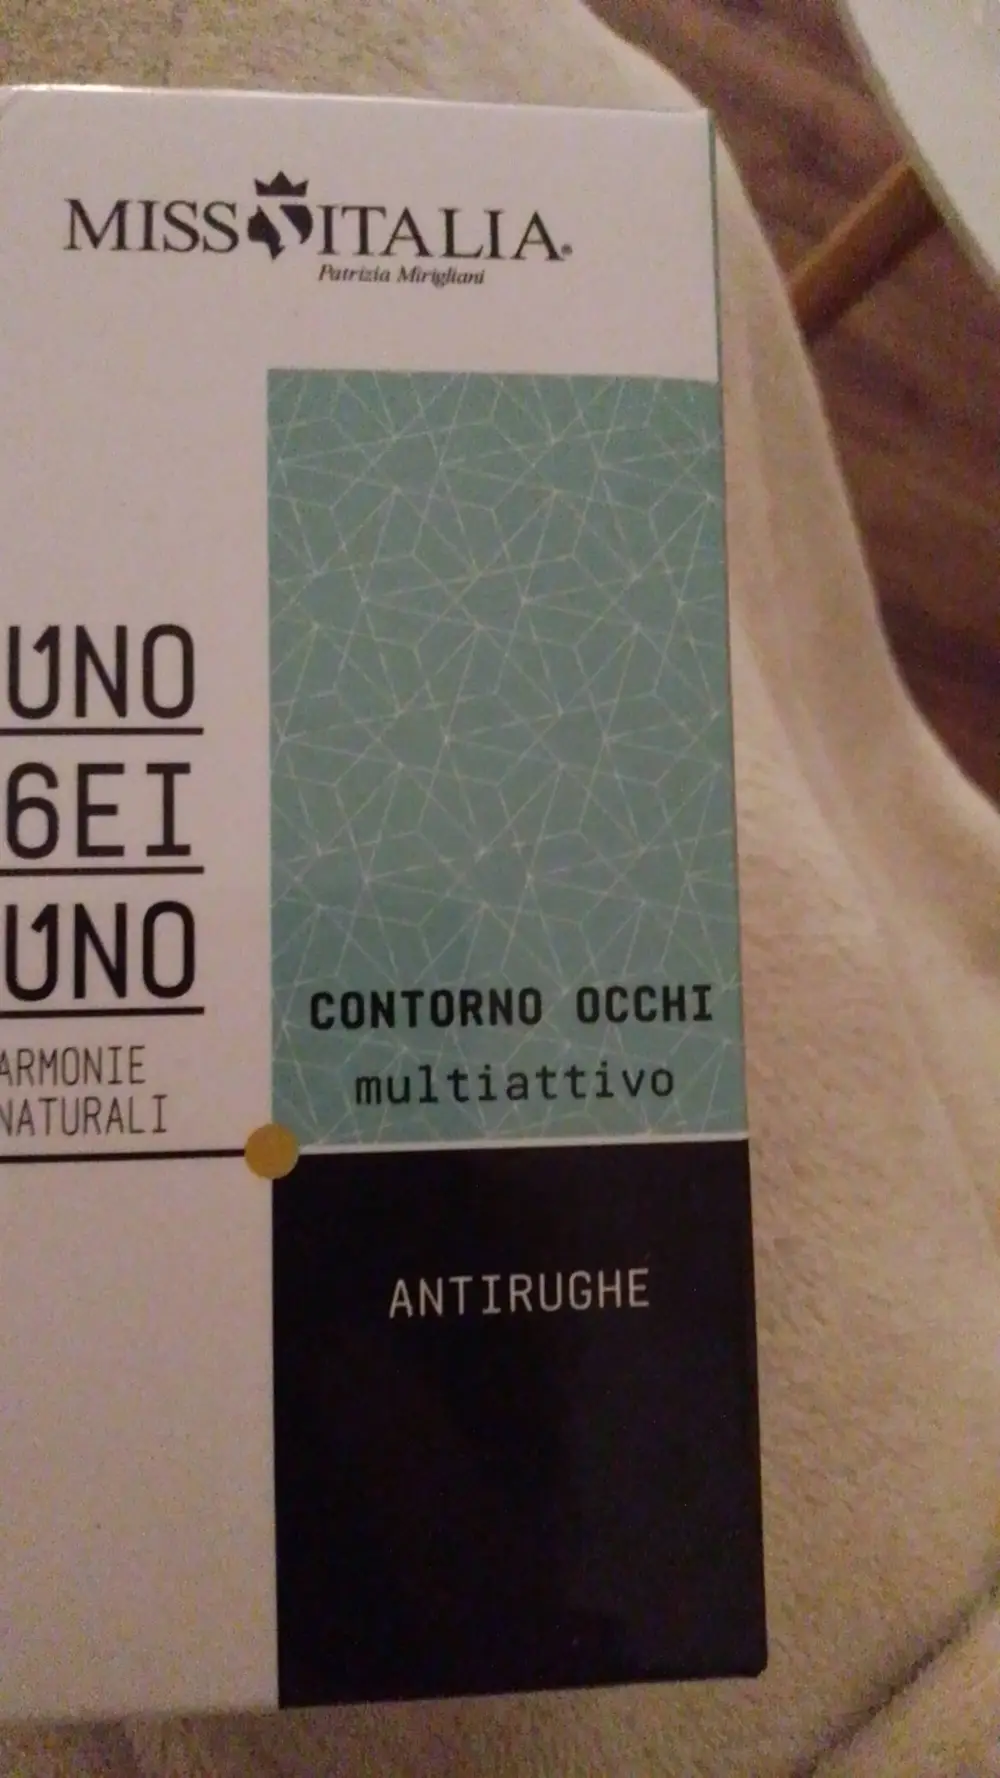 MISS ITALIA®
Patrizia Mirigliani
UNO
6EI
UNO
ARMONIE
NATURALI
CONTORNO OCCHI
multiattivo
ANTIRUGHE